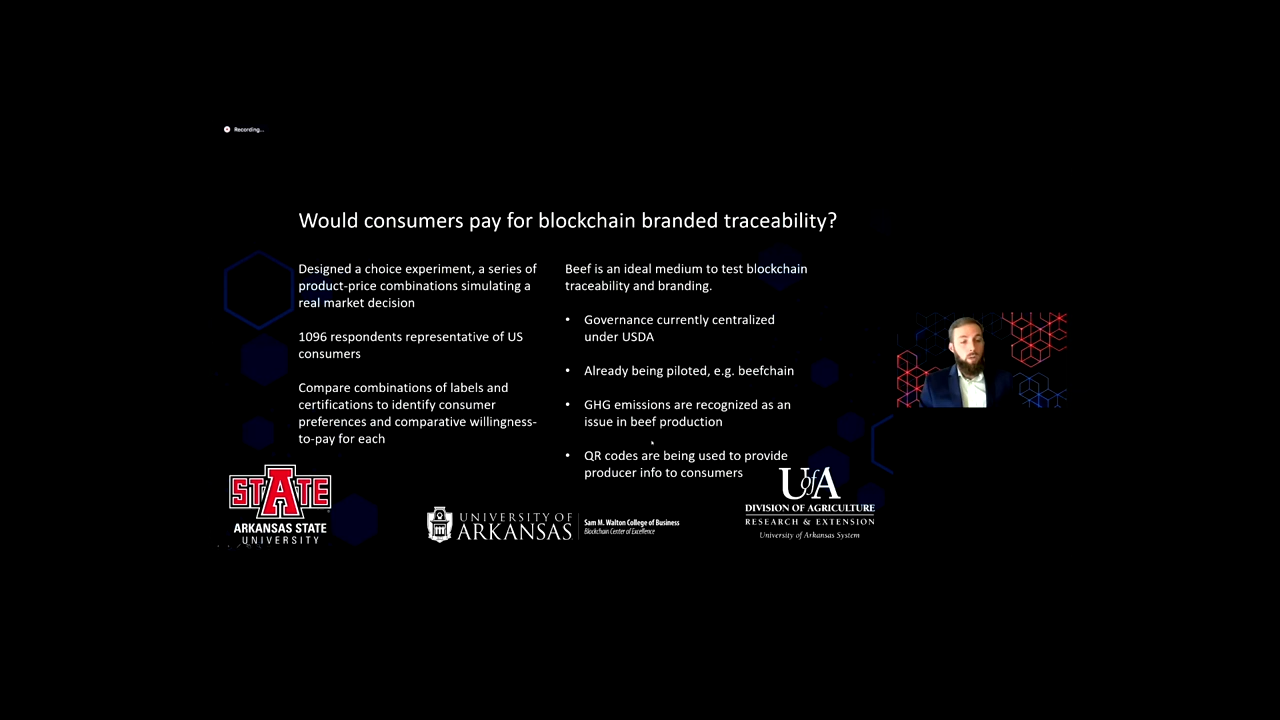 Recording...
Would consumers pay for blockchain branded traceability?
Designed a choice experiment, a series of
product-price combinations simulating a
real market decision
1096 respondents representative of US
consumers
Compare combinations of labels and
certifications to identify consumer
preferences and comparative willingness-
to-pay for each
Beef is an ideal medium to test blockchain
traceability and branding.
• Governance currently centralized
under USDA
• Already being piloted, e.g. beefchain
• GHG emissions are recognized as an
issue in beef production
• QR codes are being used to provide
producer info to consumers
STATE
ARKANSAS STATE
UNIVERSITY
UNIVERSITY OF
ARKANSAS
Sam M. Walton College of Business
Blockchain Center of Excellence
UofA
DIVISION OF AGRICULTURE
RESEARCH & EXTENSION
University of Arkansas System